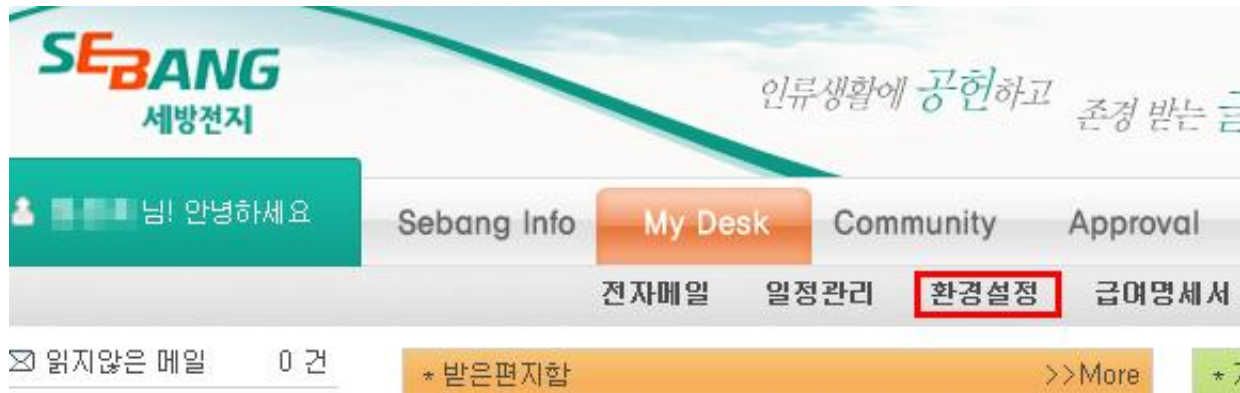 SEBANG
세방전지
인류생활에 공헌하고
존경 받는
님! 안녕하세요
Sebang Info My Desk Community Approval
전자메일 일정관리 환경설정 급여명세서
읽지않은 메일 0 건
* 받은편지함 >>More *